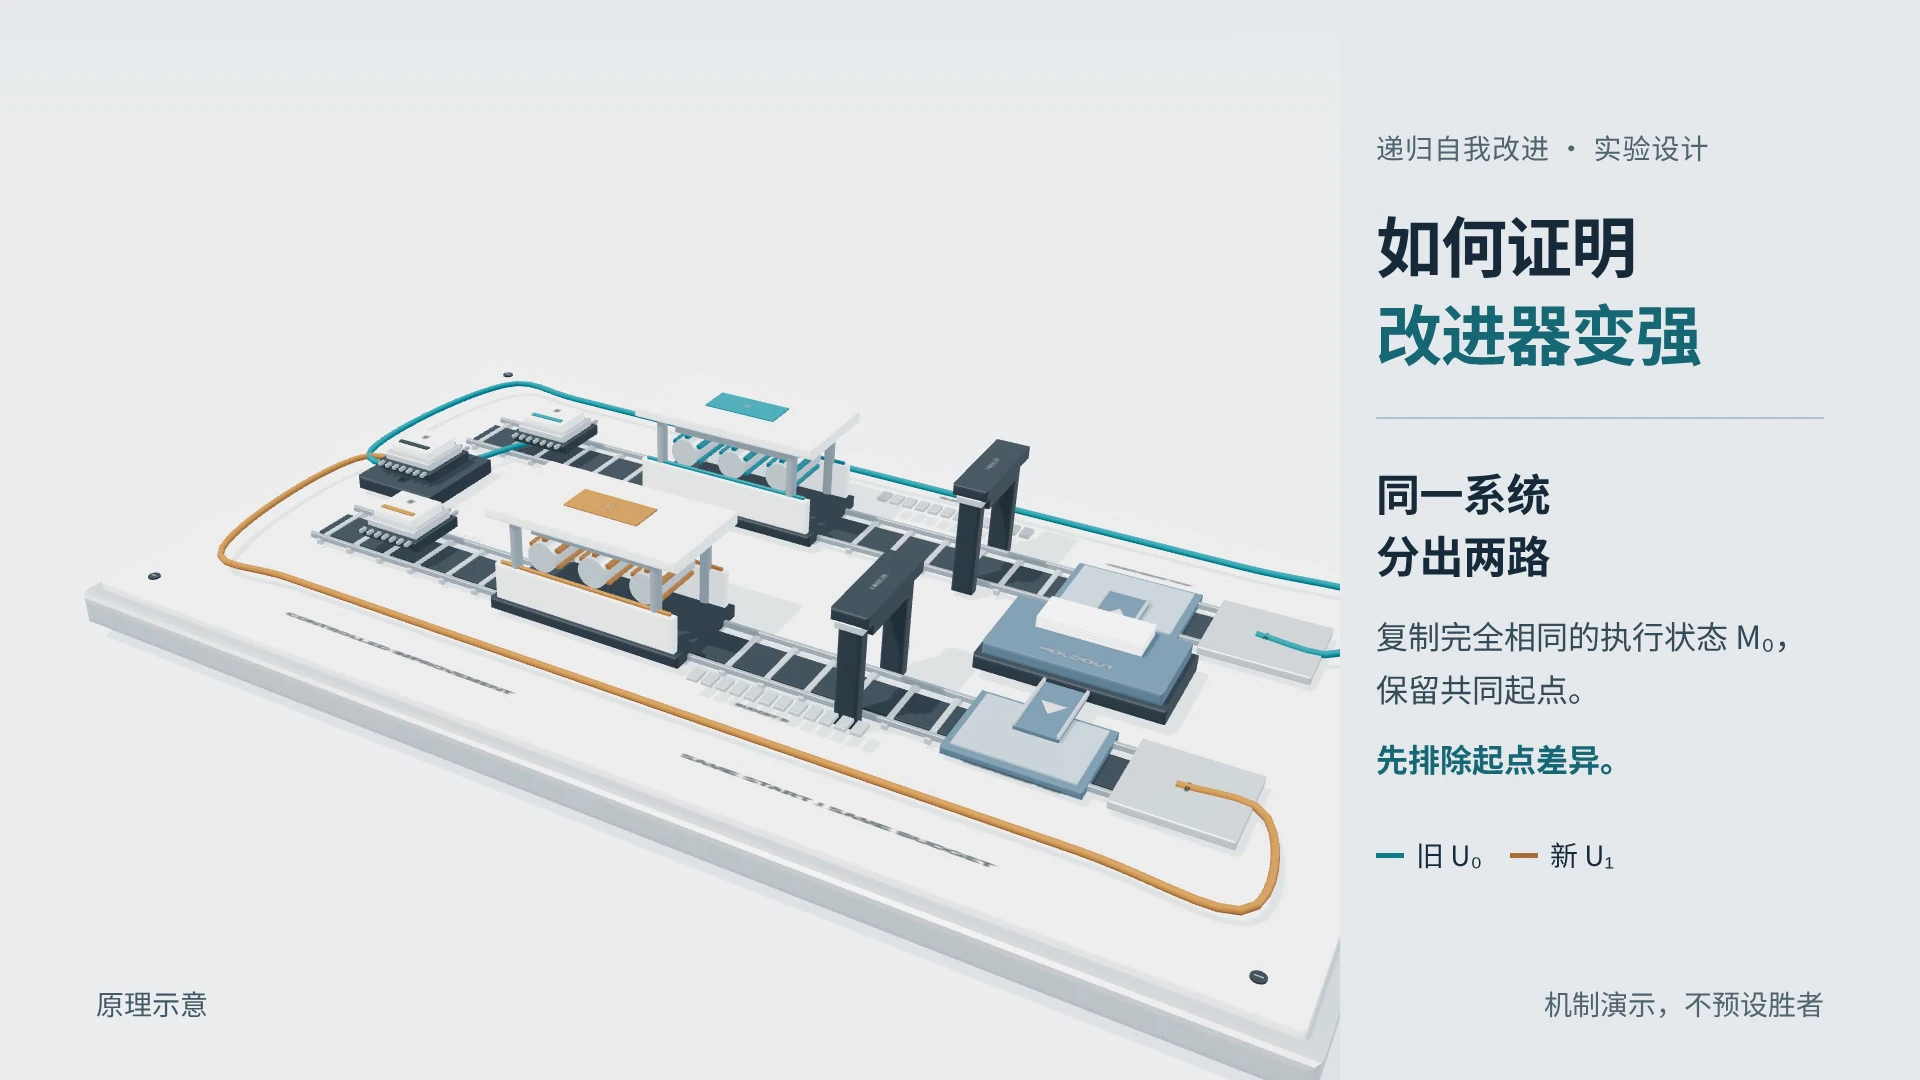 递归自我改进 · 实验设计
如何证明
改进器变强
同一系统
分出两路
复制完全相同的执行状态 M₀，
保留共同起点。
先排除起点差异。
旧 U₀ 新 U₁
HOLDOUT
原理示意
机制演示，不预设胜者